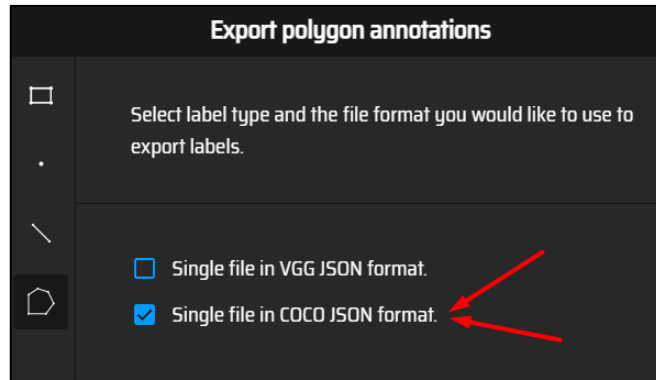 Export polygon annotations
Select label type and the file format you would like to use to
export labels.
Single file in VGG JSON format.
Single file in COCO JSON format.